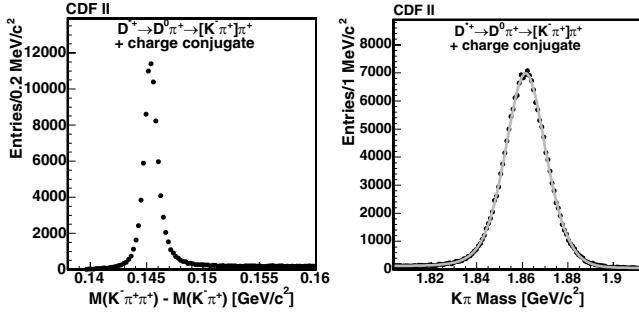 CDF II
D*+→D0π+→[K-π+]π+
+ charge conjugate
Entries/0.2 MeV/c2
12000
10000
8000
6000
4000
2000
0
0.14 0.145 0.15 0.155 0.16
M(K-π+π+) - M(K-π+) [GeV/c2]
CDF II
D*+→D0π+→[K-π+]π+
+ charge conjugate
Entries/1 MeV/c2
8000
7000
6000
5000
4000
3000
2000
1000
0
1.82 1.84 1.86 1.88 1.9
Kπ Mass [GeV/c2]